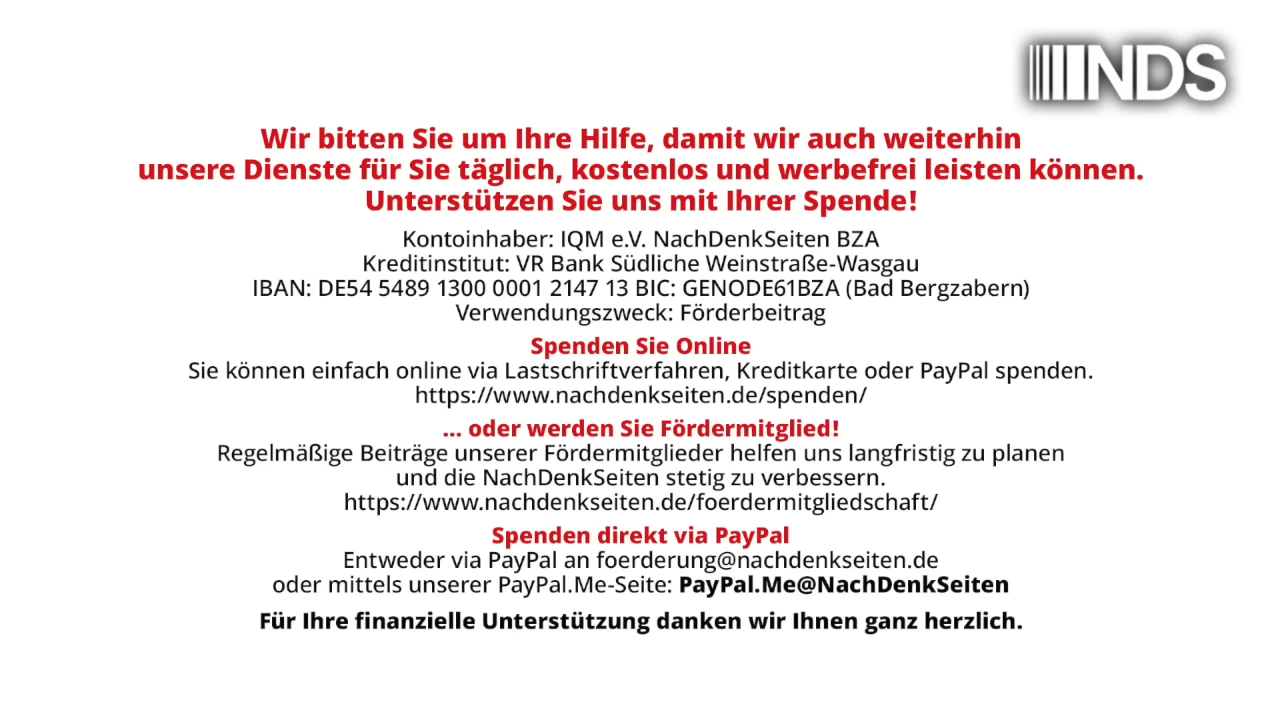 NDS
Wir bitten Sie um Ihre Hilfe, damit wir auch weiterhin
unsere Dienste für Sie täglich, kostenlos und werbefrei leisten können.
Unterstützen Sie uns mit Ihrer Spende!
Kontoinhaber: IQM e.V. NachDenkSeiten BZA
Kreditinstitut: VR Bank Südliche Weinstraße-Wasgau
IBAN: DE54 5489 1300 0001 2147 13 BIC: GENODE61BZA (Bad Bergzabern)
Verwendungszweck: Förderbeitrag
Spenden Sie Online
Sie können einfach online via Lastschriftverfahren, Kreditkarte oder PayPal spenden.
https://www.nachdenkseiten.de/spenden/
... oder werden Sie Fördermitglied!
Regelmäßige Beiträge unserer Fördermitglieder helfen uns langfristig zu planen
und die NachDenkSeiten stetig zu verbessern.
https://www.nachdenkseiten.de/foerdermitgliedschaft/
Spenden direkt via PayPal
Entweder via PayPal an foerderung@nachdenkseiten.de
oder mittels unserer PayPal.Me-Seite: PayPal.Me@NachDenkSeiten
Für Ihre finanzielle Unterstützung danken wir Ihnen ganz herzlich.